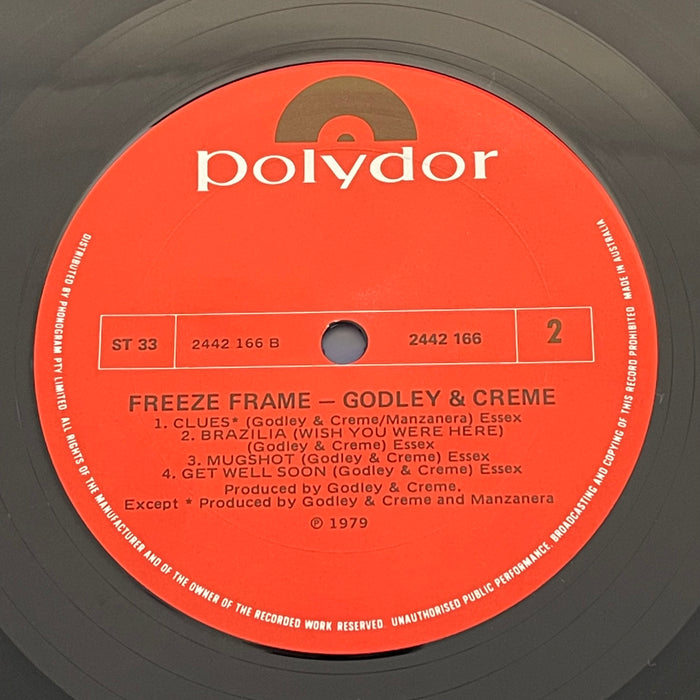 polydor
ST 33
2442 166 B
2442 166
2
FREEZE FRAME – GODLEY & CREME
1. CLUES* (Godley & Creme/Manzanera) Essex
2. BRAZILIA (WISH YOU WERE HERE)
(Godley & Creme) Essex
3. MUGSHOT (Godley & Creme) Essex
4. GET WELL SOON (Godley & Creme) Essex
Produced by Godley & Creme.
Except * Produced by Godley & Creme and Manzanera
℗ 1979
DISTRIBUTED BY PHONOGRAM PTY LIMITED ALL RIGHTS OF THE MANUFACTURER AND OF THE OWNER OF THE RECORDED WORK RESERVED. UNAUTHORISED PUBLIC PERFORMANCE, BROADCASTING AND COPYING OF THIS RECORD PROHIBITED MADE IN AUSTRALIA